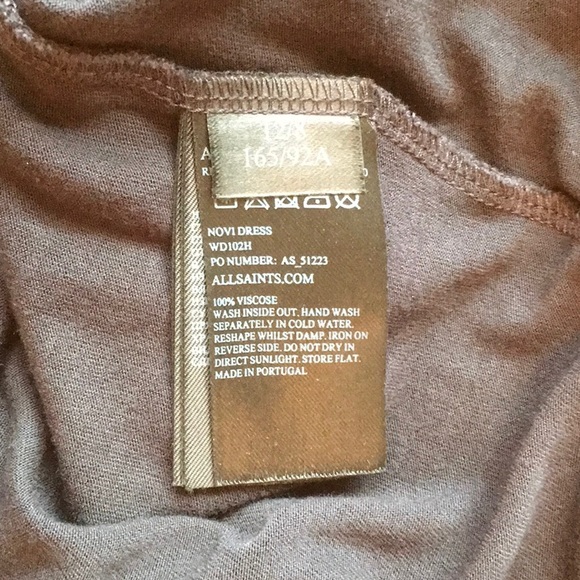 12/8
165/92A
NOVI DRESS
WD102H
PO NUMBER: AS_51223
ALLSAINTS.COM
100% VISCOSE
WASH INSIDE OUT, HAND WASH
SEPARATELY IN COLD WATER.
RESHAPE WHILST DAMP. IRON ON
REVERSE SIDE. DO NOT DRY IN
DIRECT SUNLIGHT. STORE FLAT.
MADE IN PORTUGAL